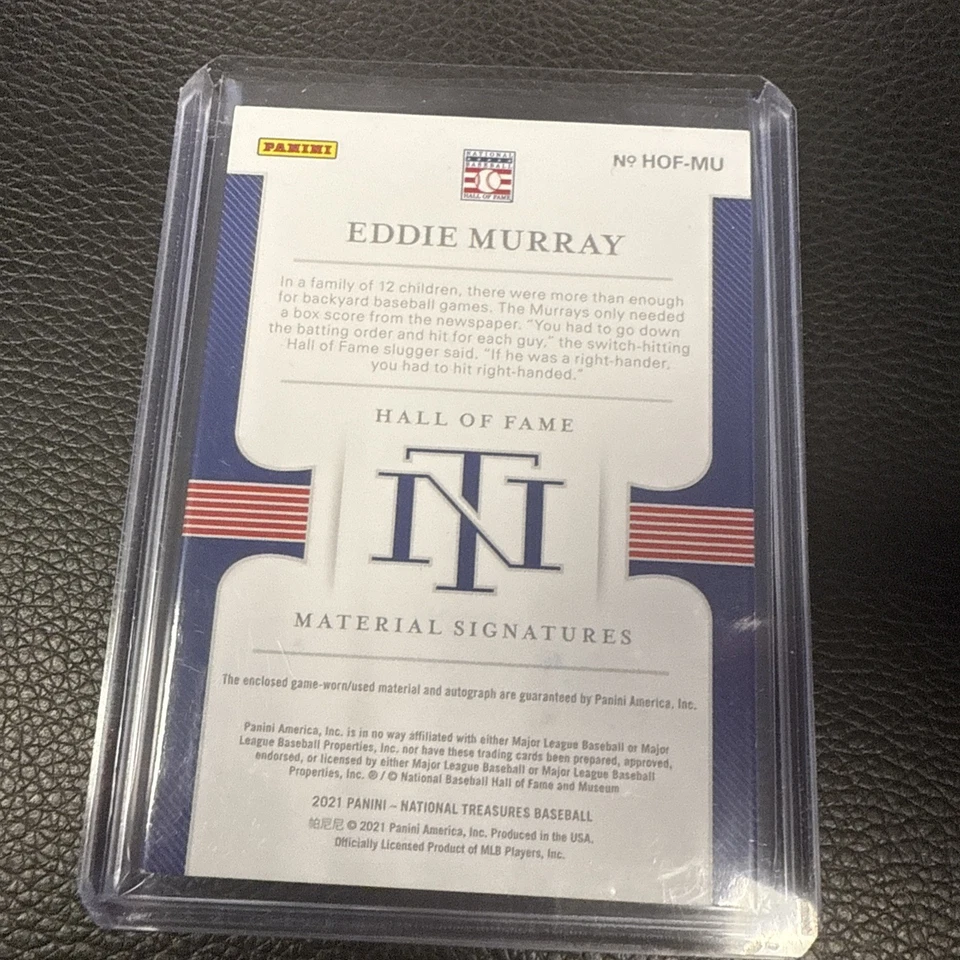 PANINI
NATIONAL
BASEBALL
HALL OF FAME
Nº HOF-MU
EDDIE MURRAY
In a family of 12 children, there were more than enough
for backyard baseball games. The Murrays only needed
a box score from the newspaper. “You had to go down
the batting order and hit for each guy,” the switch-hitting
Hall of Fame slugger said. “If he was a right-hander,
you had to hit right-handed.”
HALL OF FAME
NT
MATERIAL SIGNATURES
The enclosed game-worn/used material and autograph are guaranteed by Panini America, Inc.
Panini America, Inc. is in no way affiliated with either Major League Baseball or Major
League Baseball Properties, Inc. nor have these trading cards been prepared, approved,
endorsed, or licensed by either Major League Baseball or Major League Baseball
Properties, Inc. ® / © National Baseball Hall of Fame and Museum
2021 PANINI – NATIONAL TREASURES BASEBALL
帕尼尼 © 2021 Panini America, Inc. Produced in the USA.
Officially Licensed Product of MLB Players, Inc.